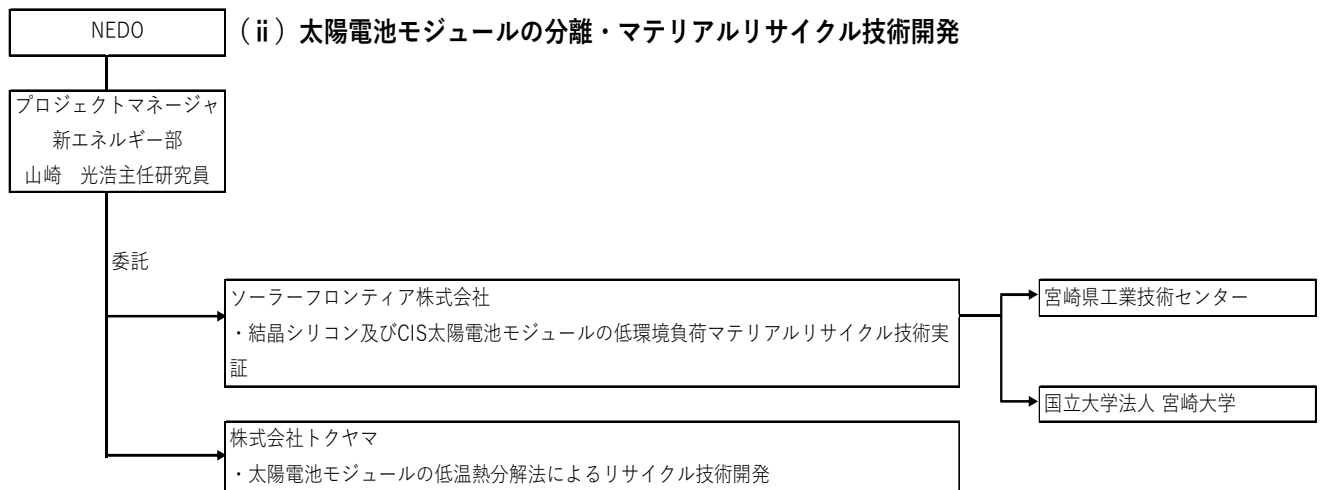 NEDO
(ⅱ)太陽電池モジュールの分離・マテリアルリサイクル技術開発
プロジェクトマネージャ
新エネルギー部
山崎　光浩主任研究員
委託
ソーラーフロンティア株式会社
・結晶シリコン及びCIS太陽電池モジュールの低環境負荷マテリアルリサイクル技術実
証
宮崎県工業技術センター
国立大学法人 宮崎大学
株式会社トクヤマ
・太陽電池モジュールの低温熱分解法によるリサイクル技術開発